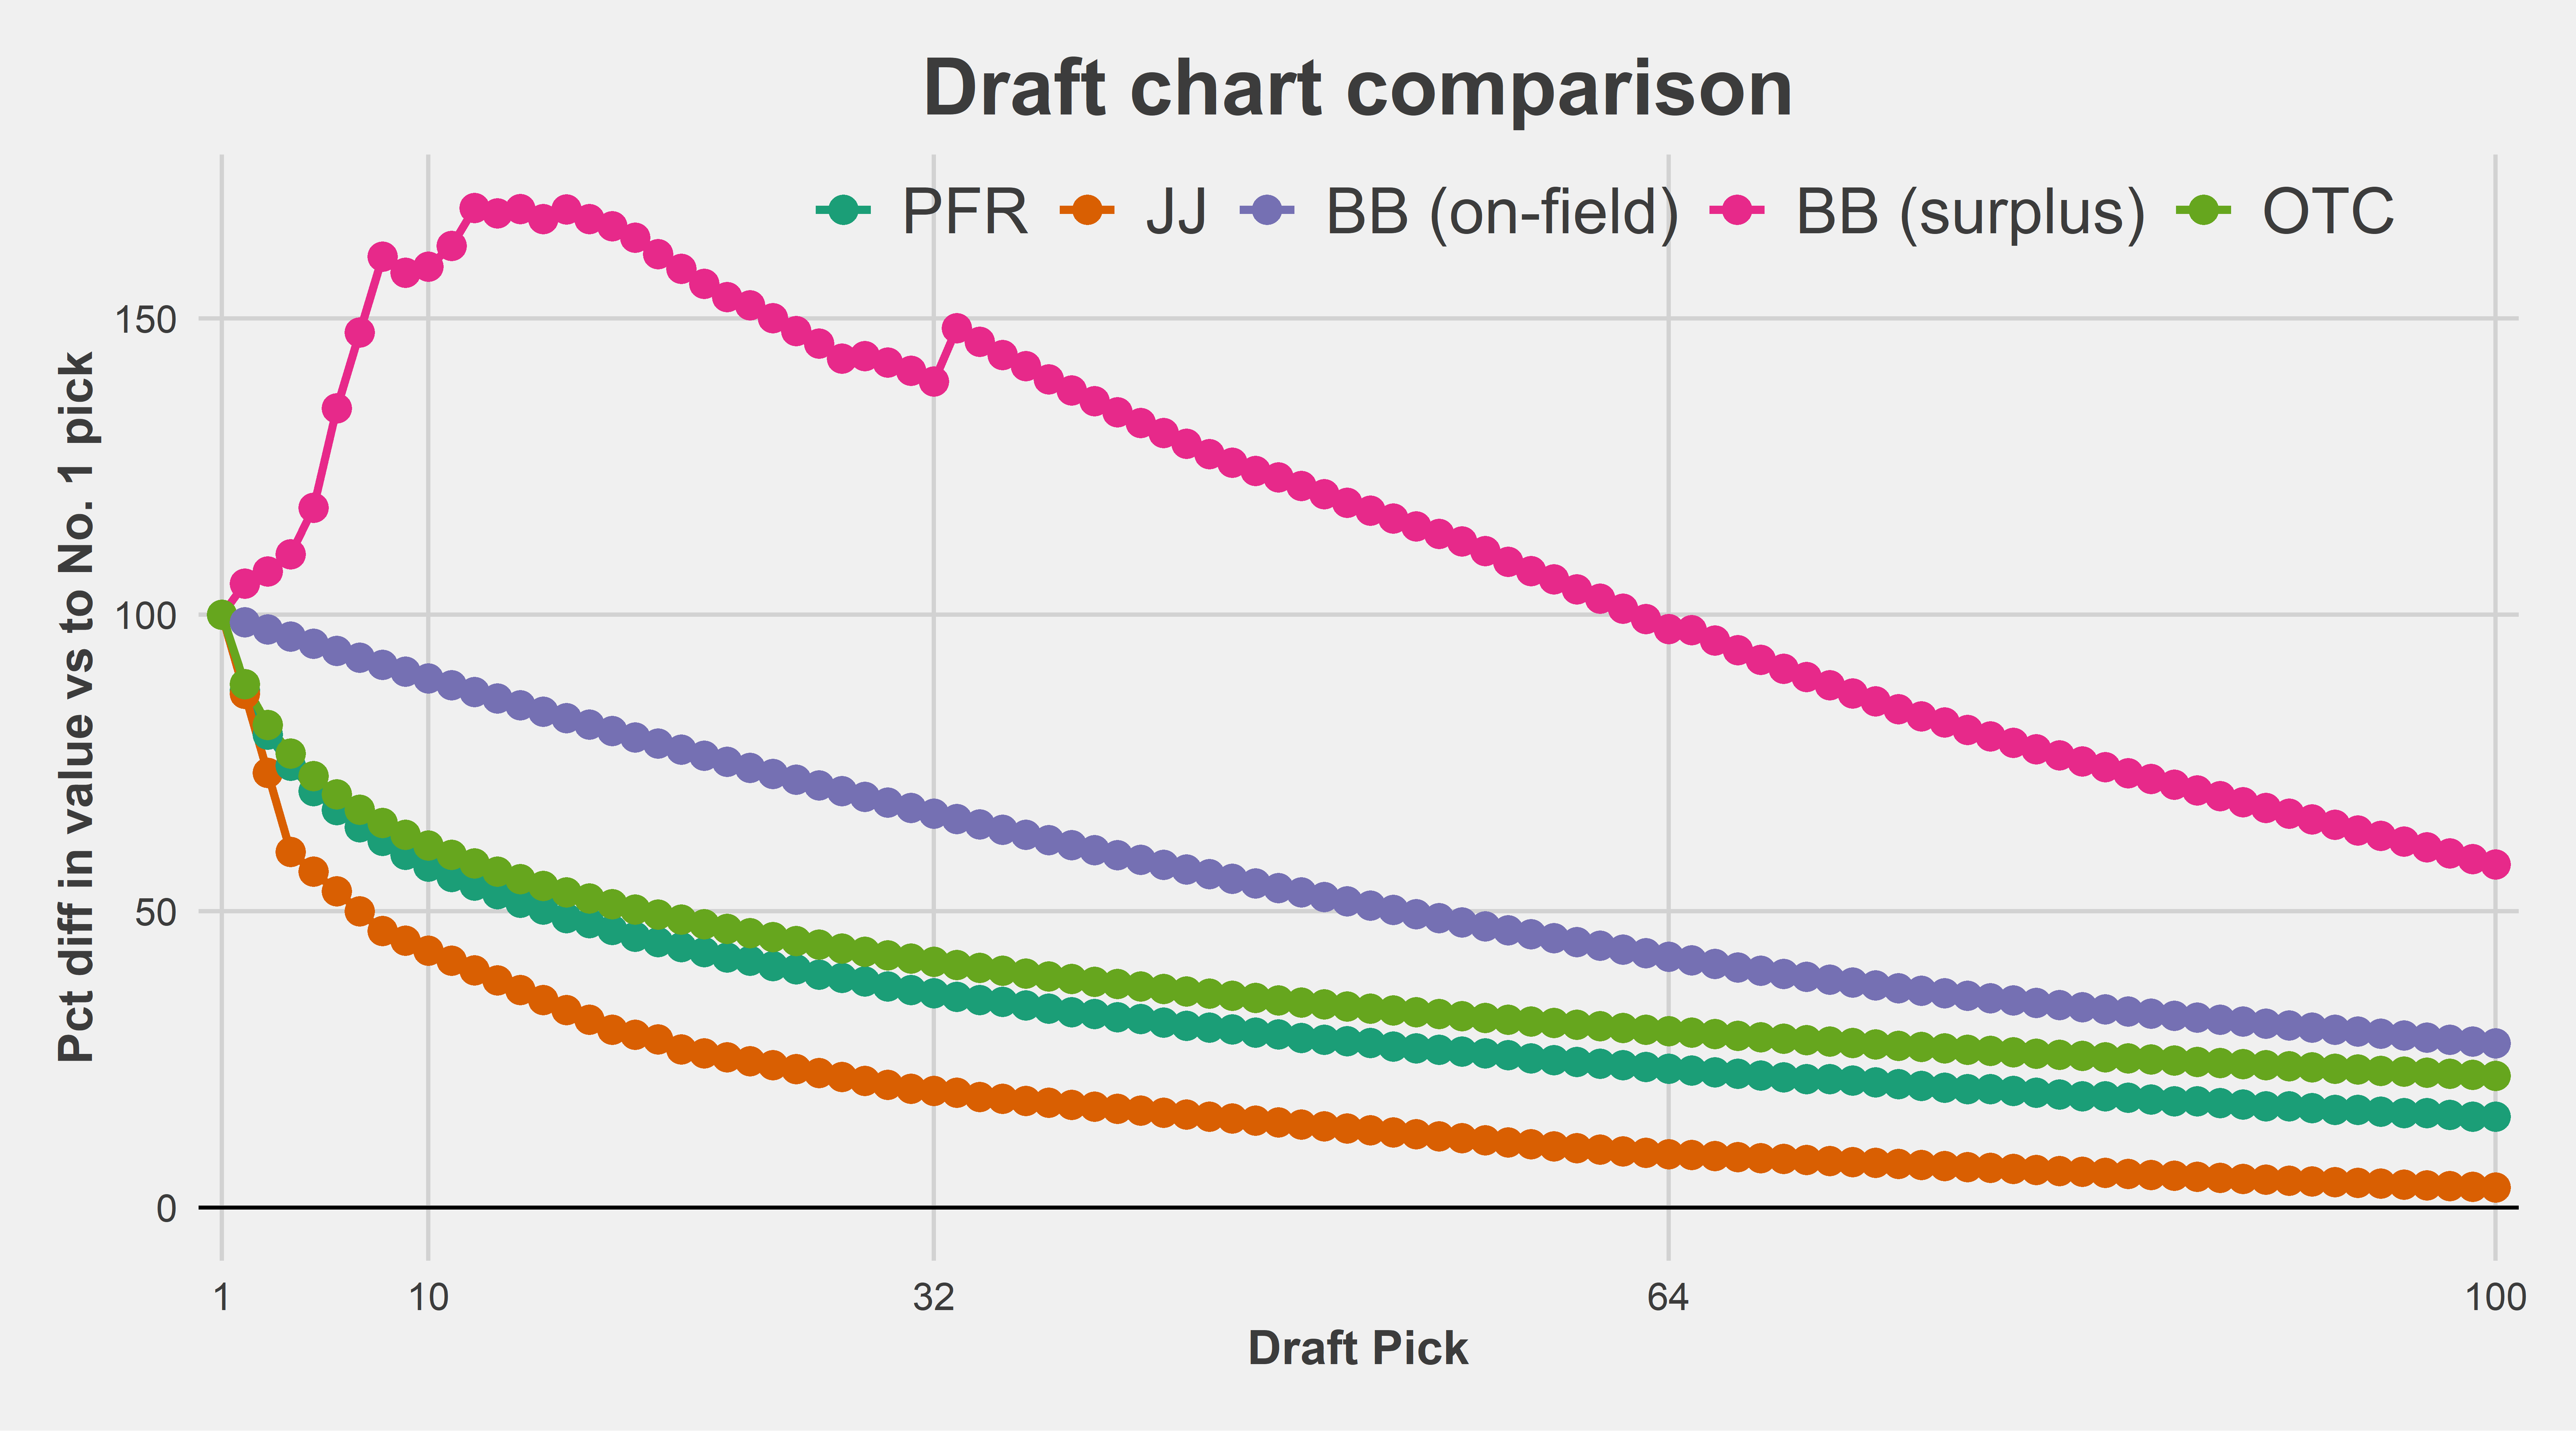 Draft chart comparison
PFR JJ BB (on-field) BB (surplus) OTC
Pct diff in value vs to No. 1 pick
150
100
50
0
1 10 32 64 100
Draft Pick